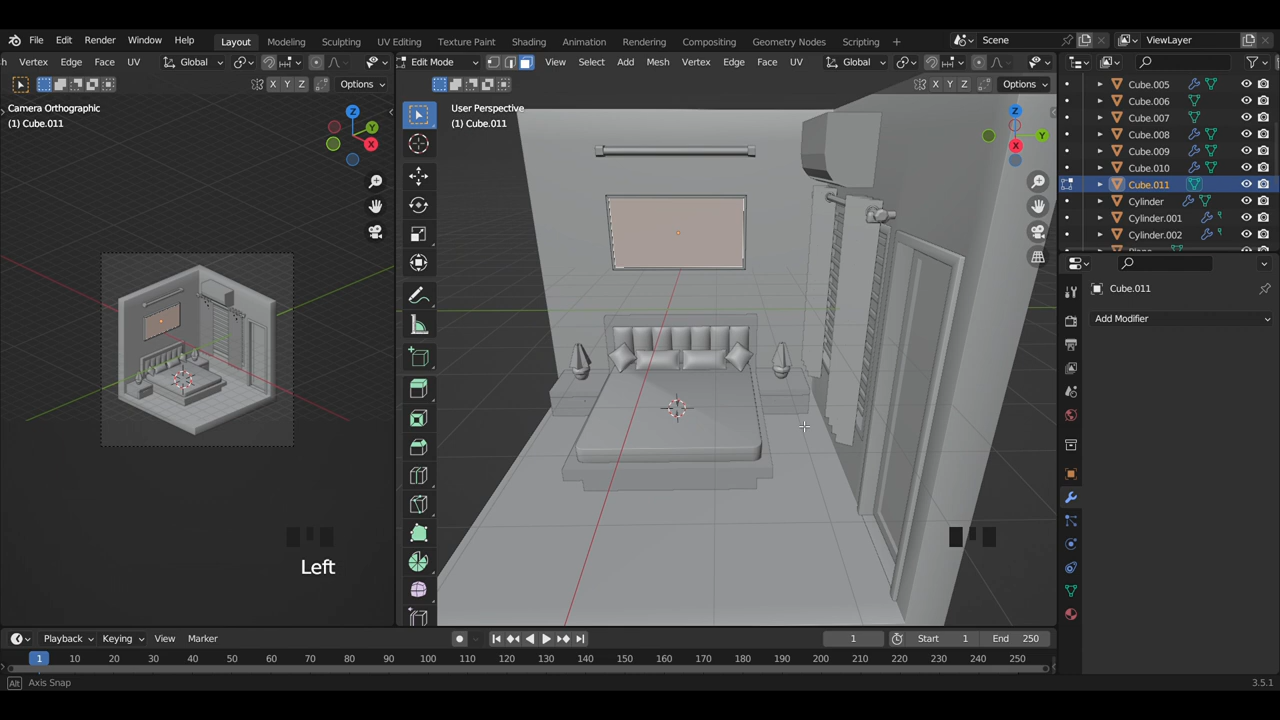 File Edit Render Window Help
Layout Modeling Sculpting UV Editing Texture Paint Shading Animation Rendering Compositing Geometry Nodes Scripting +
Scene
ViewLayer
Vertex Edge Face UV Global
Edit Mode View Select Add Mesh Vertex Edge Face UV Global
X Y Z Options
X Y Z Options
Camera Orthographic
(1) Cube.011
User Perspective
(1) Cube.011
Z
Y
X
Z
Y
X
Cube.005
Cube.006
Cube.007
Cube.008
Cube.009
Cube.010
Cube.011
Cylinder
Cylinder.001
Cylinder.002
Cube.011
Add Modifier
Left
Playback Keying View Marker
1 Start 1 End 250
1 10 20 30 40 50 60 70 80 90 100 110 120 130 140 150 160 170 180 190 200 210 220 230 240 250
Alt Axis Snap
3.5.1